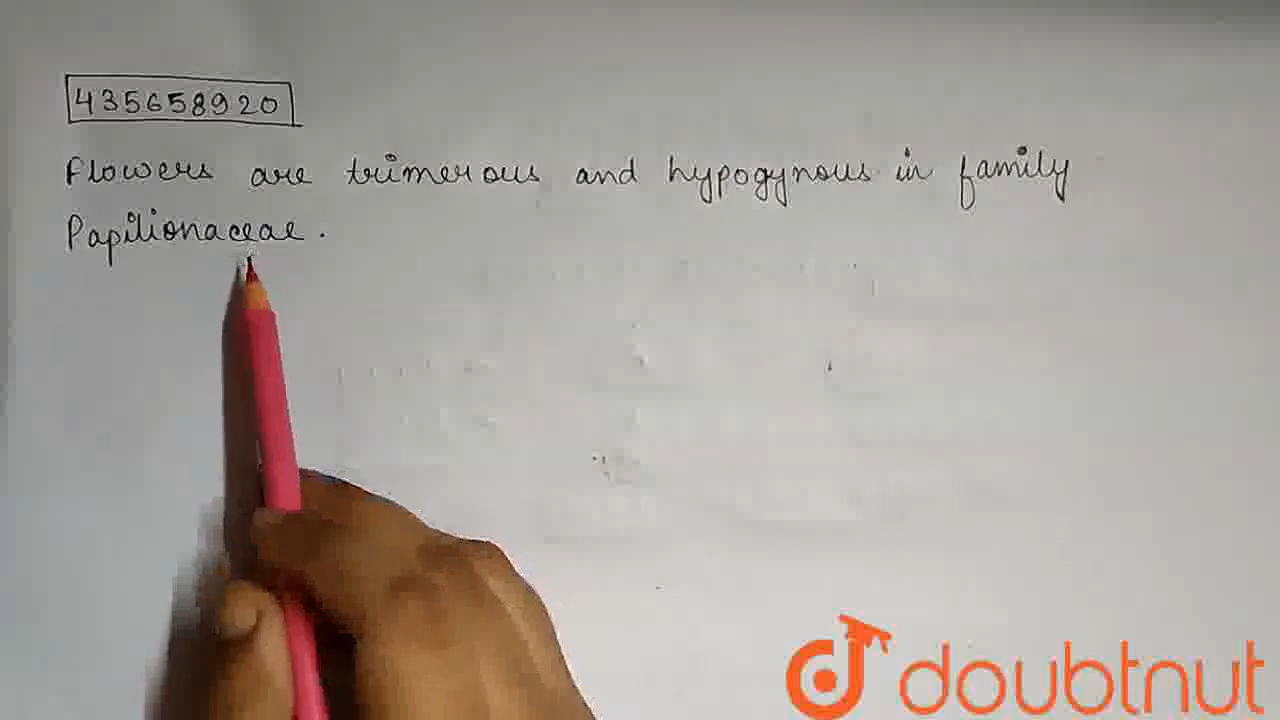 435658920
Flowers are trimerous and hypogynous in family
Papilionaceae.
doubtnut